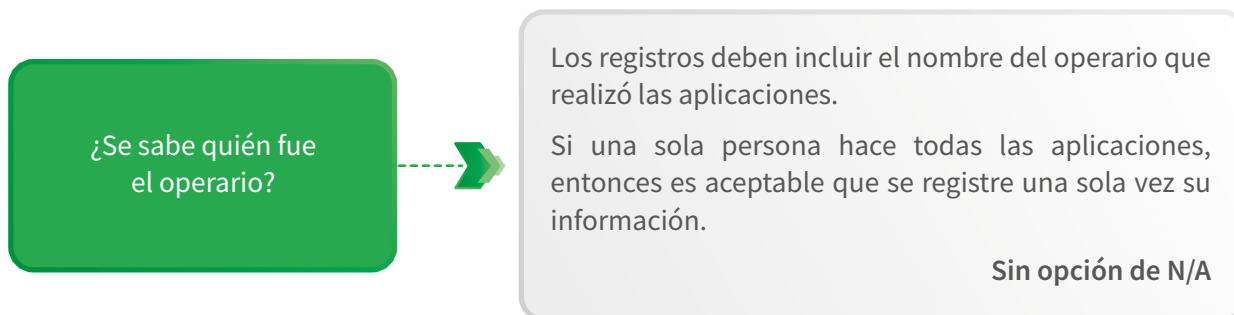 ¿Se sabe quién fue
el operario?
Los registros deben incluir el nombre del operario que
realizó las aplicaciones.
Si una sola persona hace todas las aplicaciones,
entonces es aceptable que se registre una sola vez su
información.
Sin opción de N/A